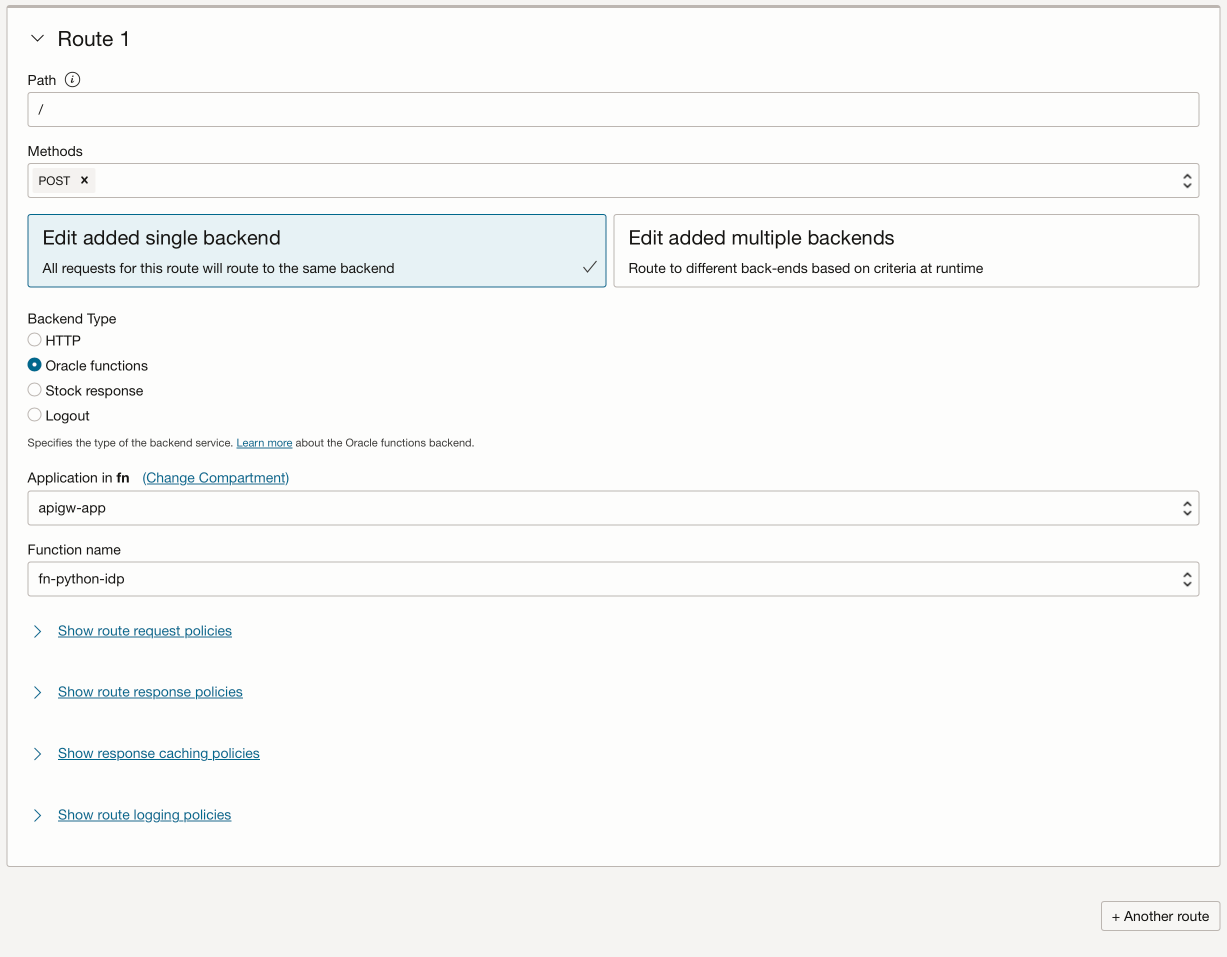 Route 1
Path i
/
Methods
POST ×
Edit added single backend
All requests for this route will route to the same backend
Edit added multiple backends
Route to different back-ends based on criteria at runtime
Backend Type
HTTP
Oracle functions
Stock response
Logout
Specifies the type of the backend service. Learn more about the Oracle functions backend.
Application in fn (Change Compartment)
apigw-app
Function name
fn-python-idp
Show route request policies
Show route response policies
Show response caching policies
Show route logging policies
+ Another route